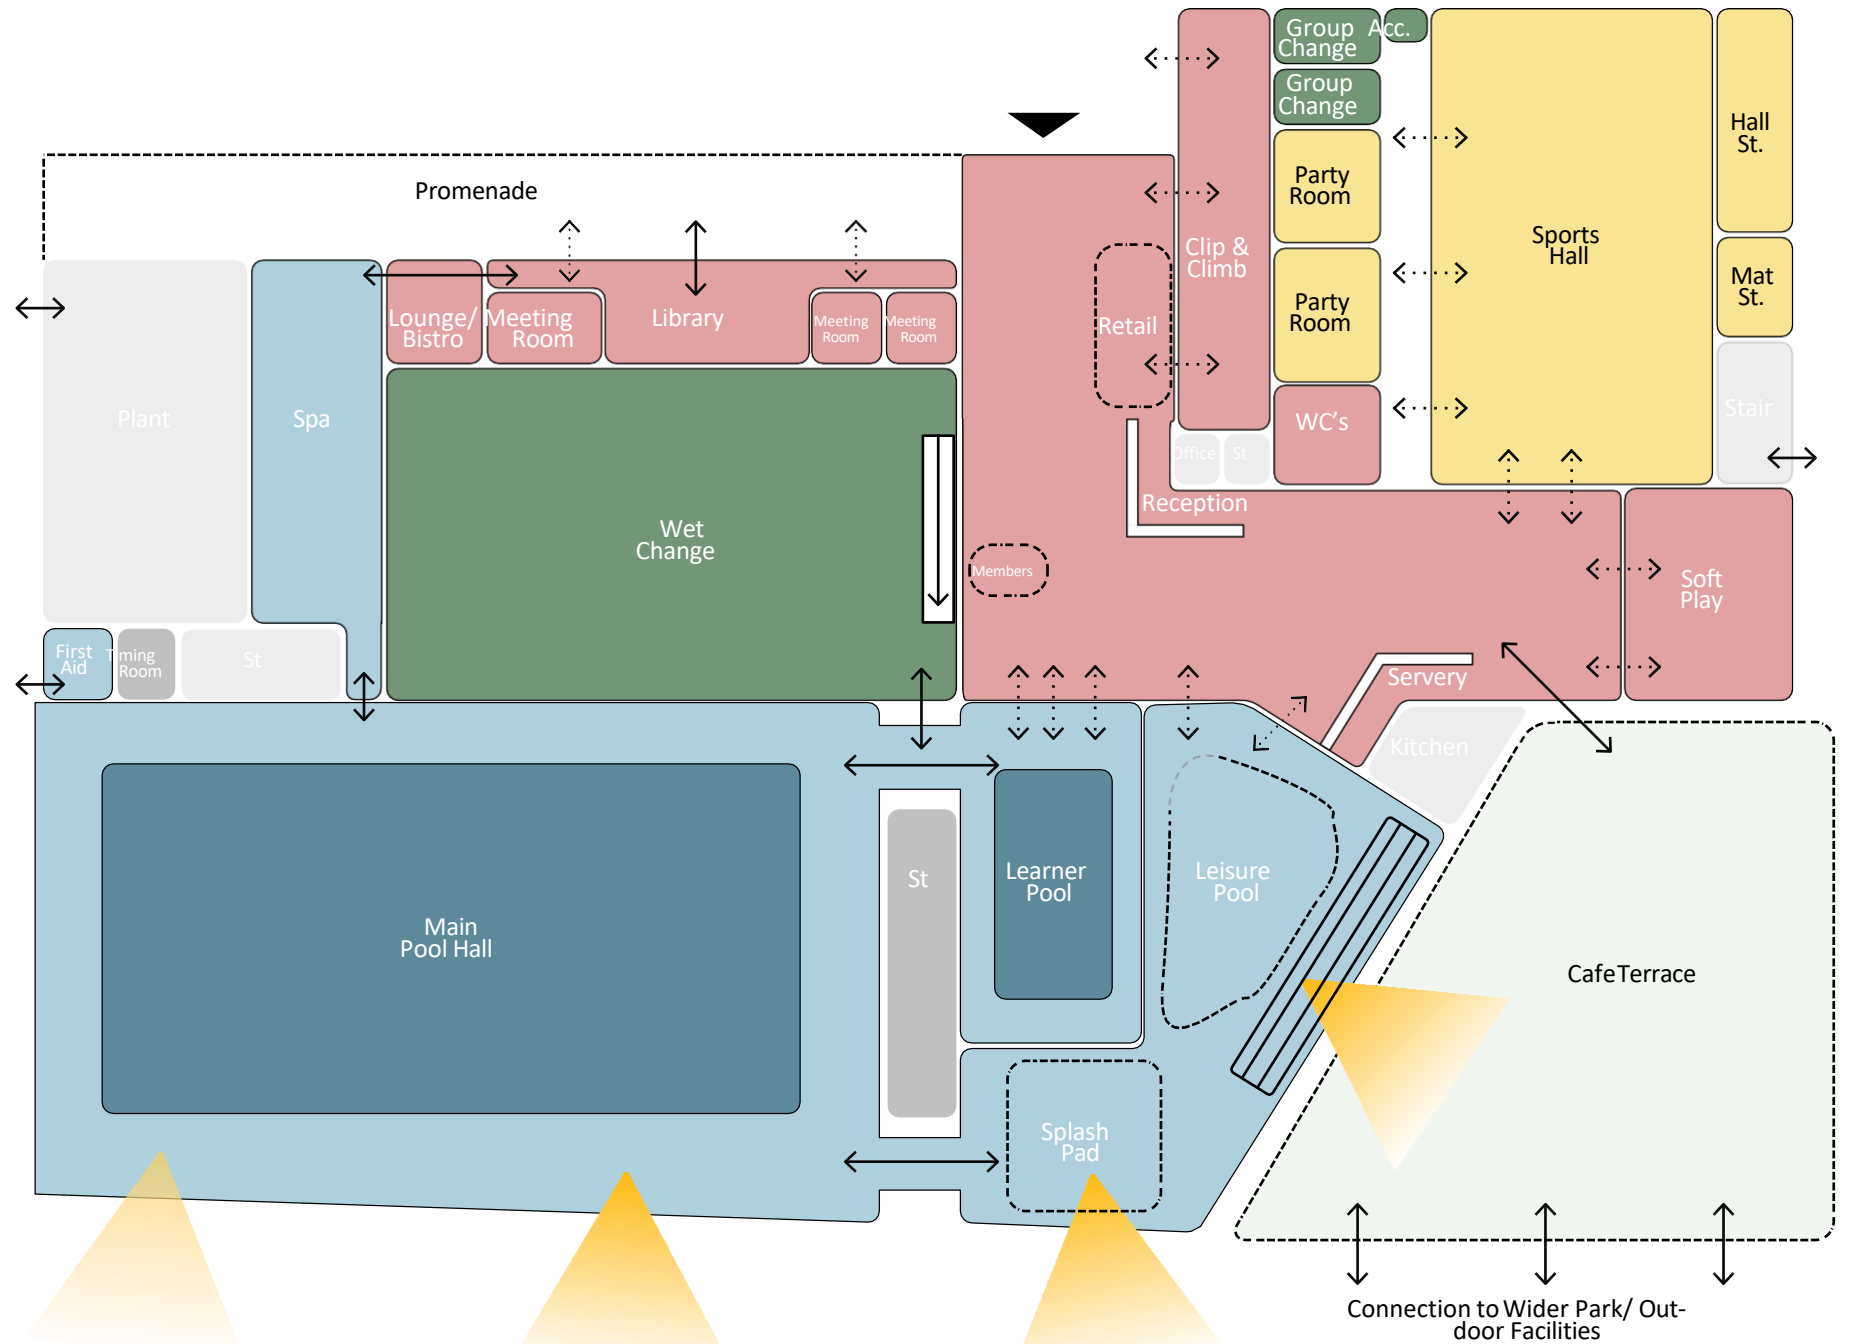 Group
Change
Acc.
Group
Change
Hall
St.
Party
Room
Promenade
Sports
Hall
Clip &
Climb
Mat
St.
Party
Room
Lounge/
Bistro
Meeting
Room
Library
Meeting
Room
Meeting
Room
Retail
Plant
Spa
WC's
Stair
Office
St
Reception
Wet
Change
Members
Soft
Play
First
Aid
Timing
Room
St
Servery
Kitchen
Learner
Pool
Leisure
Pool
St
Main
Pool Hall
Cafe Terrace
Splash
Pad
Connection to Wider Park/ Out-
door Facilities